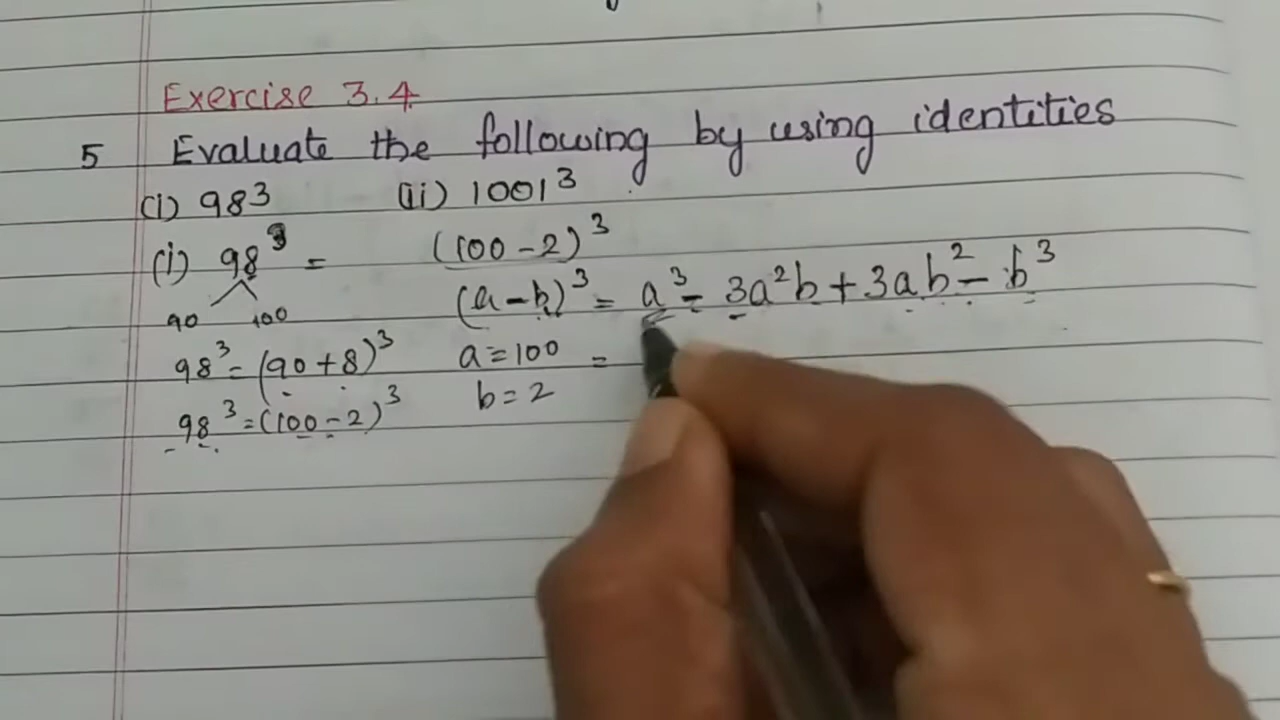 Exercise 3.4
5 Evaluate the following by using identities
(i) 98³ (ii) 1001³
(i) 98³ = (100-2)³
90 100
(a-b)³ = a³ - 3a²b + 3ab² - b³
98³ = (90+8)³ a = 100 =
98³ = (100-2)³ b = 2